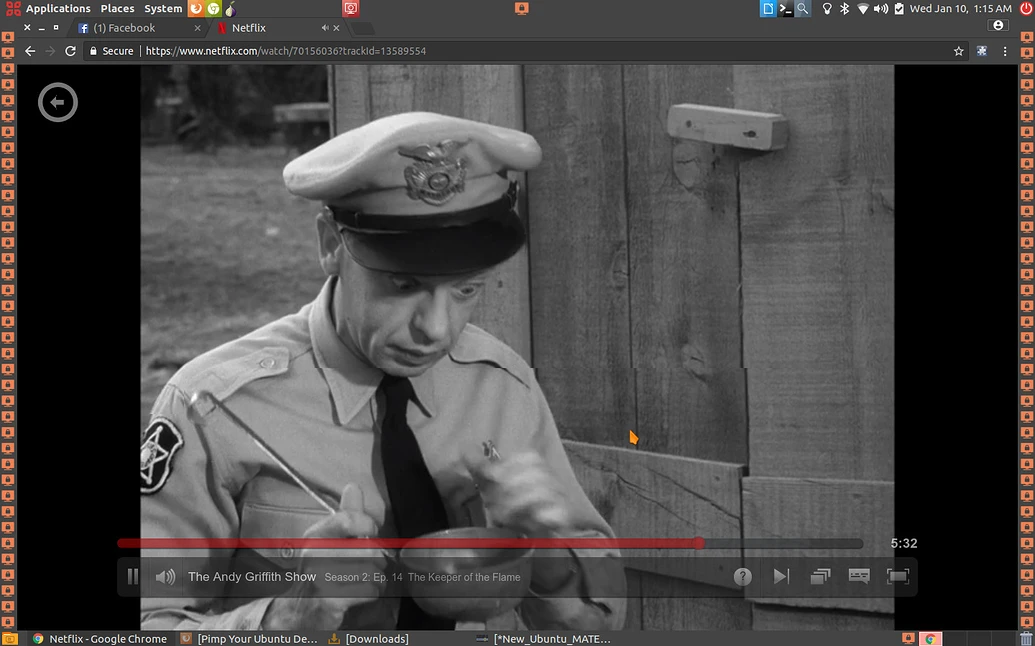 Applications Places System Wed Jan 10, 1:15 AM
(1) Facebook × Netflix ×
Secure https://www.netflix.com/watch/70156036?trackId=13589554
5:32
The Andy Griffith Show Season 2: Ep. 14 The Keeper of the Flame ?
Netflix - Google Chrome [Pimp Your Ubuntu De... [Downloads] [*New_Ubuntu_MATE...